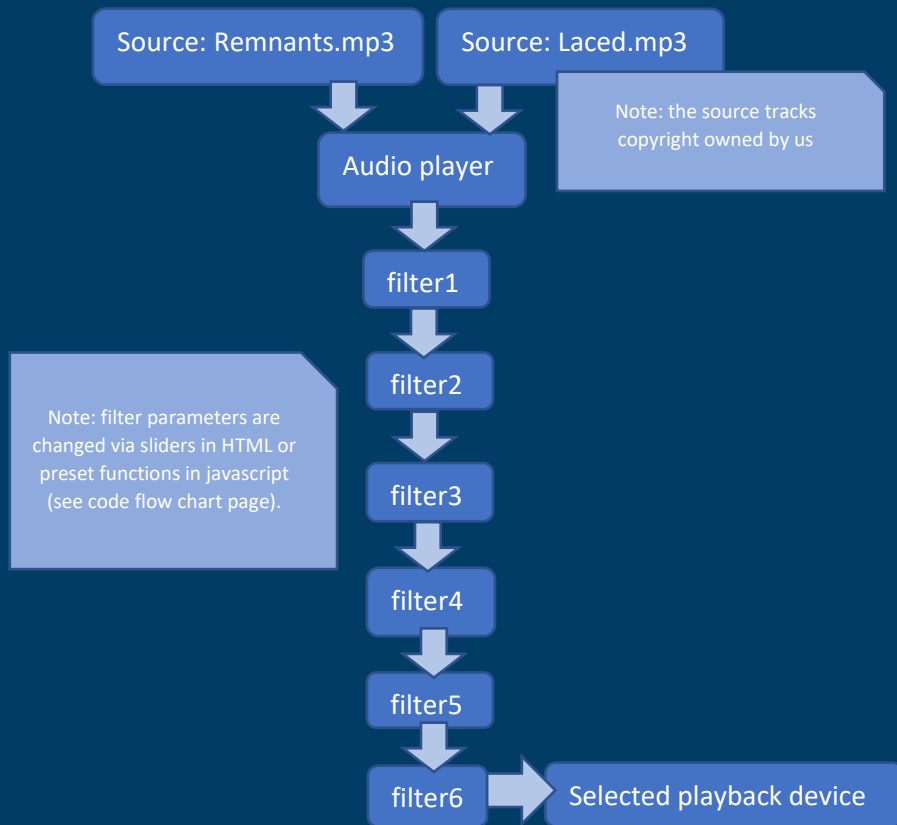 Source: Remnants.mp3
Source: Laced.mp3
Note: the source tracks
copyright owned by us
Audio player
filter1
filter2
Note: filter parameters are
changed via sliders in HTML or
preset functions in javascript
(see code flow chart page).
filter3
filter4
filter5
filter6
Selected playback device